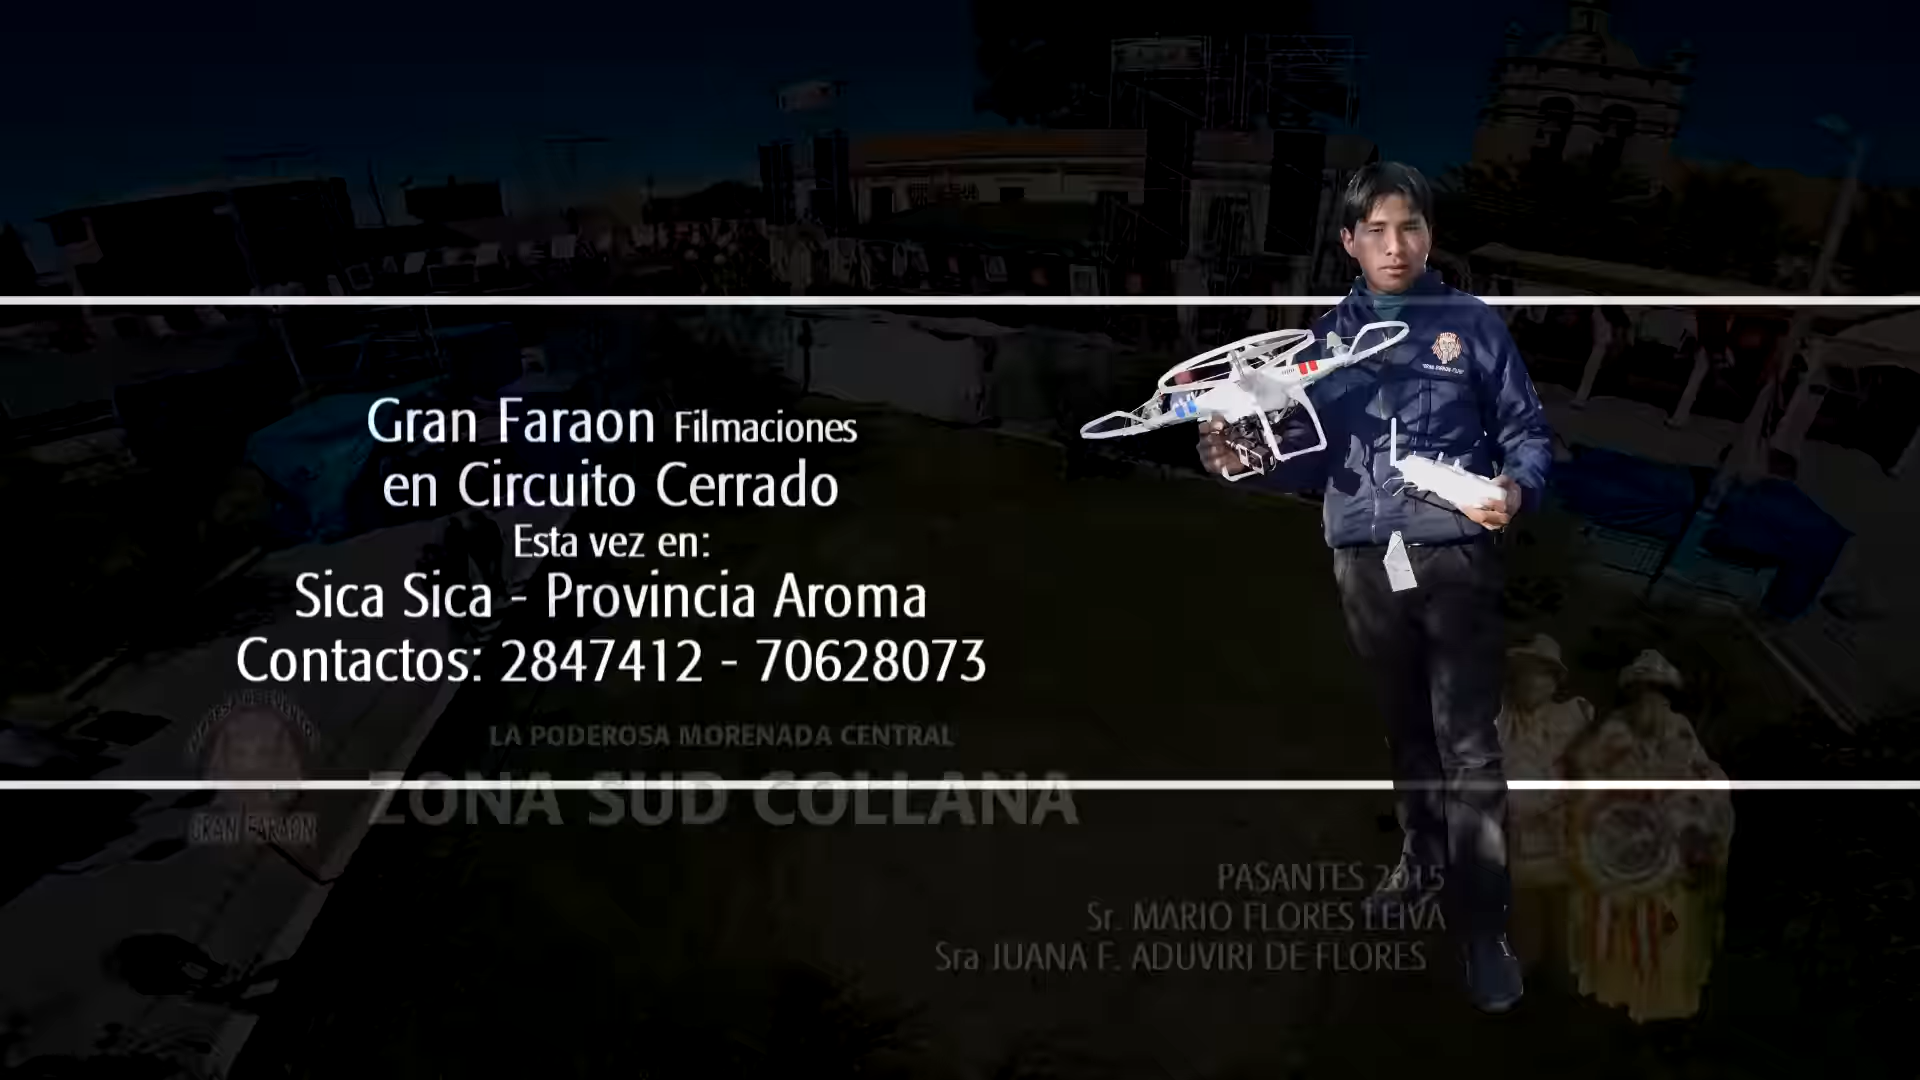 Gran Faraon Filmaciones
en Circuito Cerrado
Esta vez en:
Sica Sica - Provincia Aroma
Contactos: 2847412 - 70628073
LA PODEROSA MORENADA CENTRAL
ZONA SUD COLLANA
GRAN FARAON
PASANTES 2015
Sr. MARIO FLORES LEIVA
Sra JUANA F. ADUVIRI DE FLORES